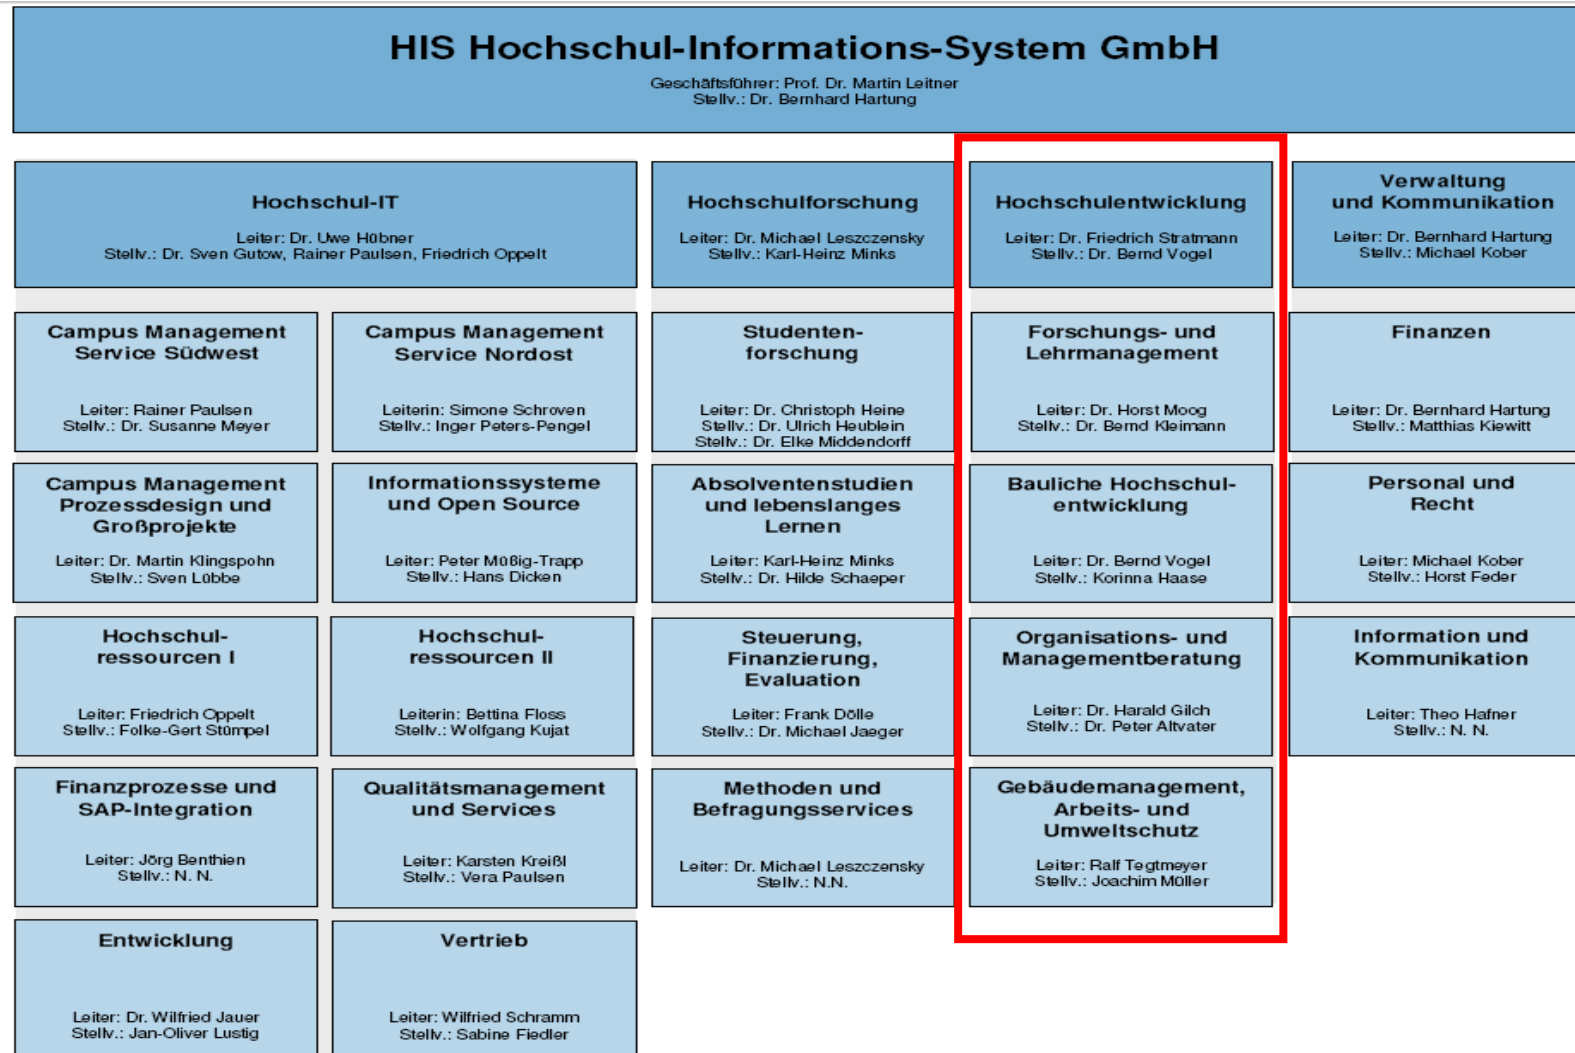 HIS Hochschul-Informations-System GmbH
Geschäftsführer: Prof. Dr. Martin Leitner
Stellv.: Dr. Bernhard Hartung
Hochschul-IT
Leiter: Dr. Uwe Hübner
Stellv.: Dr. Sven Gutow, Rainer Paulsen, Friedrich Oppelt
Hochschulforschung
Leiter: Dr. Michael Leszczensky
Stellv.: Karl-Heinz Minks
Hochschulentwicklung
Leiter: Dr. Friedrich Stratmann
Stellv.: Dr. Bernd Vogel
Verwaltung
und Kommunikation
Leiter: Dr. Bernhard Hartung
Stellv.: Michael Kober
Campus Management
Service Südwest
Leiter: Rainer Paulsen
Stellv.: Dr. Susanne Meyer
Campus Management
Service Nordost
Leiterin: Simone Schroven
Stellv.: Inger Peters-Pengel
Studenten-
forschung
Leiter: Dr. Christoph Heine
Stellv.: Dr. Ulrich Heublein
Stellv.: Dr. Elke Middendorff
Forschungs- und
Lehrmanagement
Leiter: Dr. Horst Moog
Stellv.: Dr. Bernd Kleimann
Finanzen
Leiter: Dr. Bernhard Hartung
Stellv.: Matthias Kiewitt
Campus Management
Prozessdesign und
Großprojekte
Leiter: Dr. Martin Klingspohn
Stellv.: Sven Lübbe
Informationssysteme
und Open Source
Leiter: Peter Müßig-Trapp
Stellv.: Hans Dicken
Absolventenstudien
und lebenslanges
Lernen
Leiter: Karl-Heinz Minks
Stellv.: Dr. Hilde Schaeper
Bauliche Hochschul-
entwicklung
Leiter: Dr. Bernd Vogel
Stellv.: Korinna Haase
Personal und
Recht
Leiter: Michael Kober
Stellv.: Horst Feder
Hochschul-
ressourcen I
Leiter: Friedrich Oppelt
Stellv.: Folke-Gert Stümpel
Hochschul-
ressourcen II
Leiterin: Bettina Floss
Stellv.: Wolfgang Kujat
Steuerung,
Finanzierung,
Evaluation
Leiter: Frank Dölle
Stellv.: Dr. Michael Jaeger
Organisations- und
Managementberatung
Leiter: Dr. Harald Gilch
Stellv.: Dr. Peter Altvater
Information und
Kommunikation
Leiter: Theo Hafner
Stellv.: N. N.
Finanzprozesse und
SAP-Integration
Leiter: Jörg Benthien
Stellv.: N. N.
Qualitätsmanagement
und Services
Leiter: Karsten Kreißl
Stellv.: Vera Paulsen
Methoden und
Befragungsservices
Leiter: Dr. Michael Leszczensky
Stellv.: N.N.
Gebäudemanagement,
Arbeits- und
Umweltschutz
Leiter: Ralf Tegtmeyer
Stellv.: Joachim Müller
Entwicklung
Leiter: Dr. Wilfried Jauer
Stellv.: Jan-Oliver Lustig
Vertrieb
Leiter: Wilfried Schramm
Stellv.: Sabine Fiedler